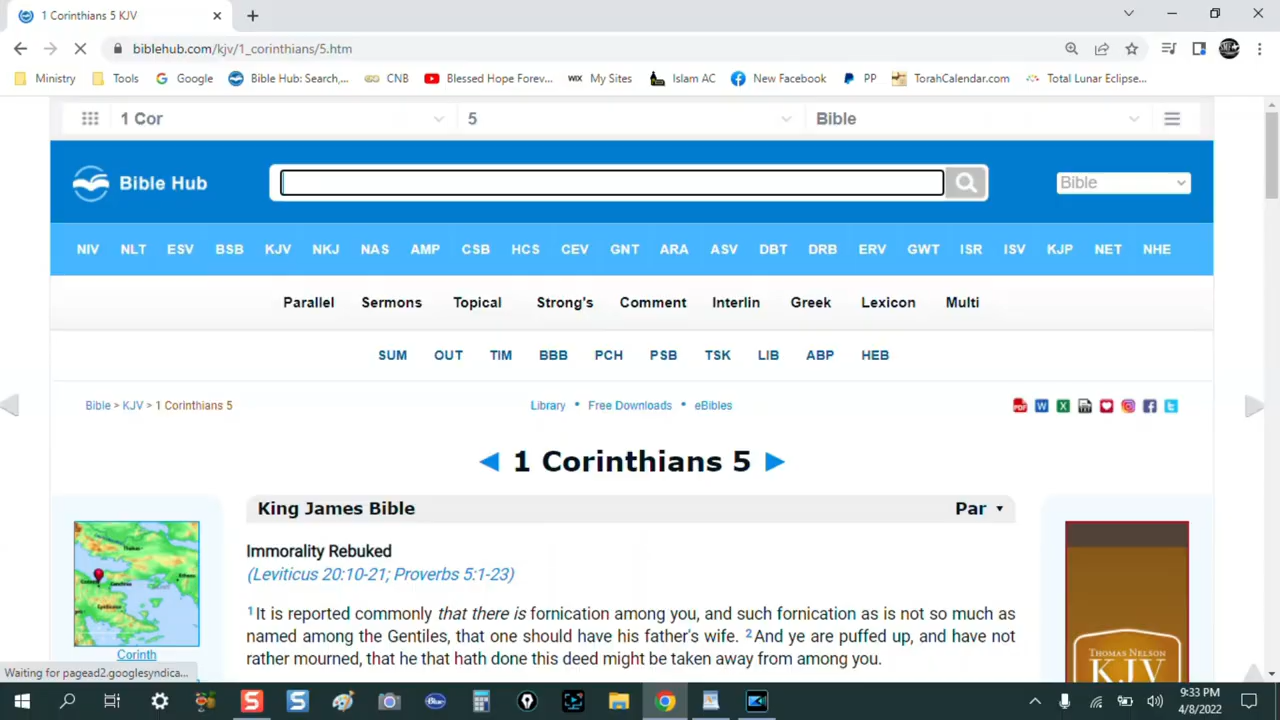 1 Corinthians 5 KJV
biblehub.com/kjv/1_corinthians/5.htm
Ministry Tools Google Bible Hub: Search,... CNB Blessed Hope Forev... WIX My Sites Islam AC New Facebook PP TorahCalendar.com Total Lunar Eclipse...
1 Cor 5 Bible
Bible Hub Bible
NIV NLT ESV BSB KJV NKJ NAS AMP CSB HCS CEV GNT ARA ASV DBT DRB ERV GWT ISR ISV KJP NET NHE
Parallel Sermons Topical Strong's Comment Interlin Greek Lexicon Multi
SUM OUT TIM BBB PCH PSB TSK LIB ABP HEB
Bible > KJV > 1 Corinthians 5 Library • Free Downloads • eBibles
◄ 1 Corinthians 5 ►
King James Bible Par ▼
Immorality Rebuked
(Leviticus 20:10-21; Proverbs 5:1-23)
1 It is reported commonly that there is fornication among you, and such fornication as is not so much as
named among the Gentiles, that one should have his father's wife. 2 And ye are puffed up, and have not
rather mourned, that he that hath done this deed might be taken away from among you.
Corinth
THOMAS NELSON
KJV
Waiting for pagead2.googlesyndica...
9:33 PM
4/8/2022